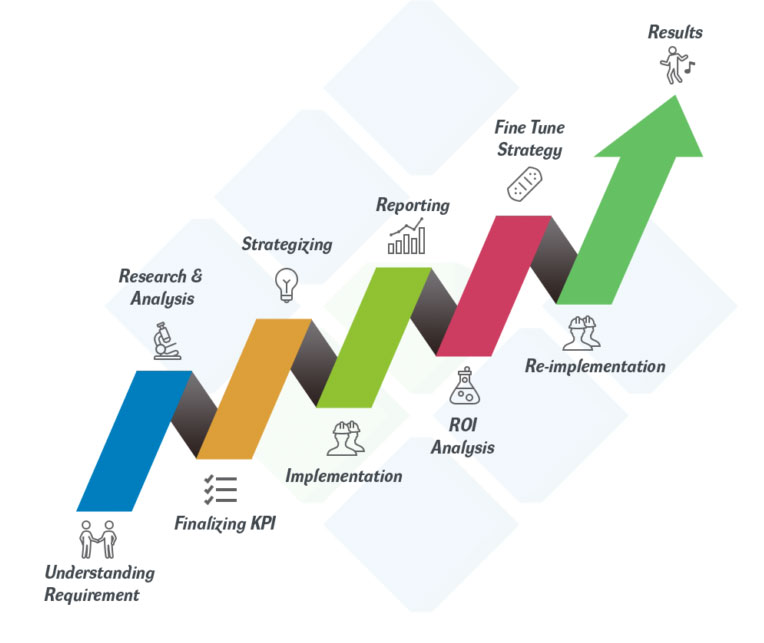 Results
Fine Tune
Strategy
Reporting
Strategizing
Research &
Analysis
Re-implementation
ROI
Analysis
Implementation
Finalizing KPI
Understanding
Requirement